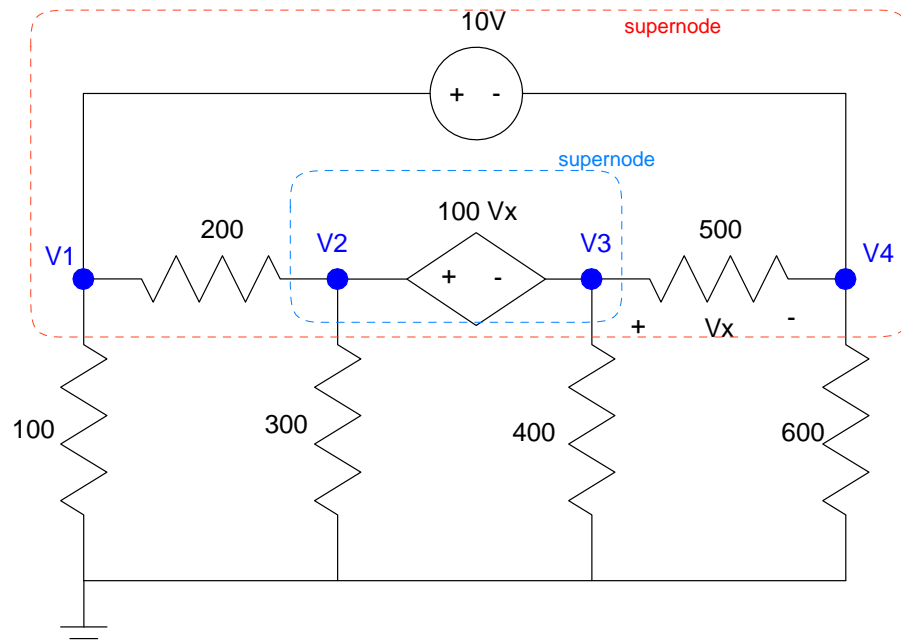 10V
supernode
+ -
supernode
100 Vx
200
V2
V3
500
V1
V4
+ -
+ Vx -
100
300
400
600